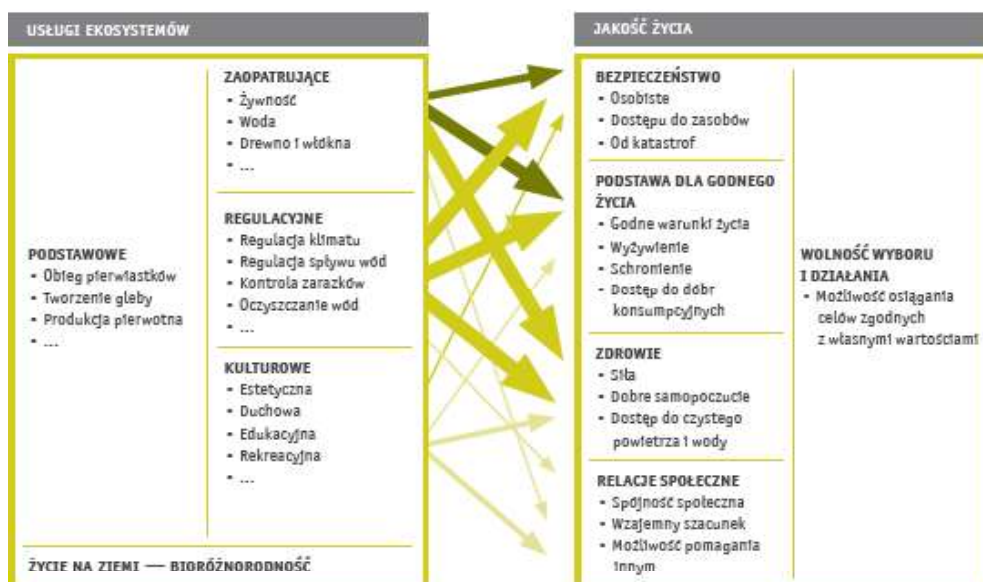 USŁUGI EKOSYSTEMÓW
PODSTAWOWE
- Obieg pierwiastków
- Tworzenie gleby
- Produkcja pierwotna
- ...
ZAOPATRUJĄCE
- Żywność
- Woda
- Drewno i włókna
- ...
REGULACYJNE
- Regulacja klimatu
- Regulacja spływu wód
- Kontrola zarazków
- Oczyszczanie wód
- ...
KULTUROWE
- Estetyczna
- Duchowa
- Edukacyjna
- Rekreacyjna
- ...
ŻYCIE NA ZIEMI — BIORÓŻNORODNOŚĆ
JAKOŚĆ ŻYCIA
BEZPIECZEŃSTWO
- Osobiste
- Dostępu do zasobów
- Od katastrof
PODSTAWA DLA GODNEGO
ŻYCIA
- Godne warunki życia
- Wyżywienie
- Schronienie
- Dostęp do dóbr
konsumpcyjnych
ZDROWIE
- Siła
- Dobre samopoczucie
- Dostęp do czystego
powietrza i wody
RELACJE SPOŁECZNE
- Spójność społeczna
- Wzajemny szacunek
- Możliwość pomagania
innym
WOLNOŚĆ WYBORU
I DZIAŁANIA
- Możliwość osiągania
celów zgodnych
z własnymi wartościami